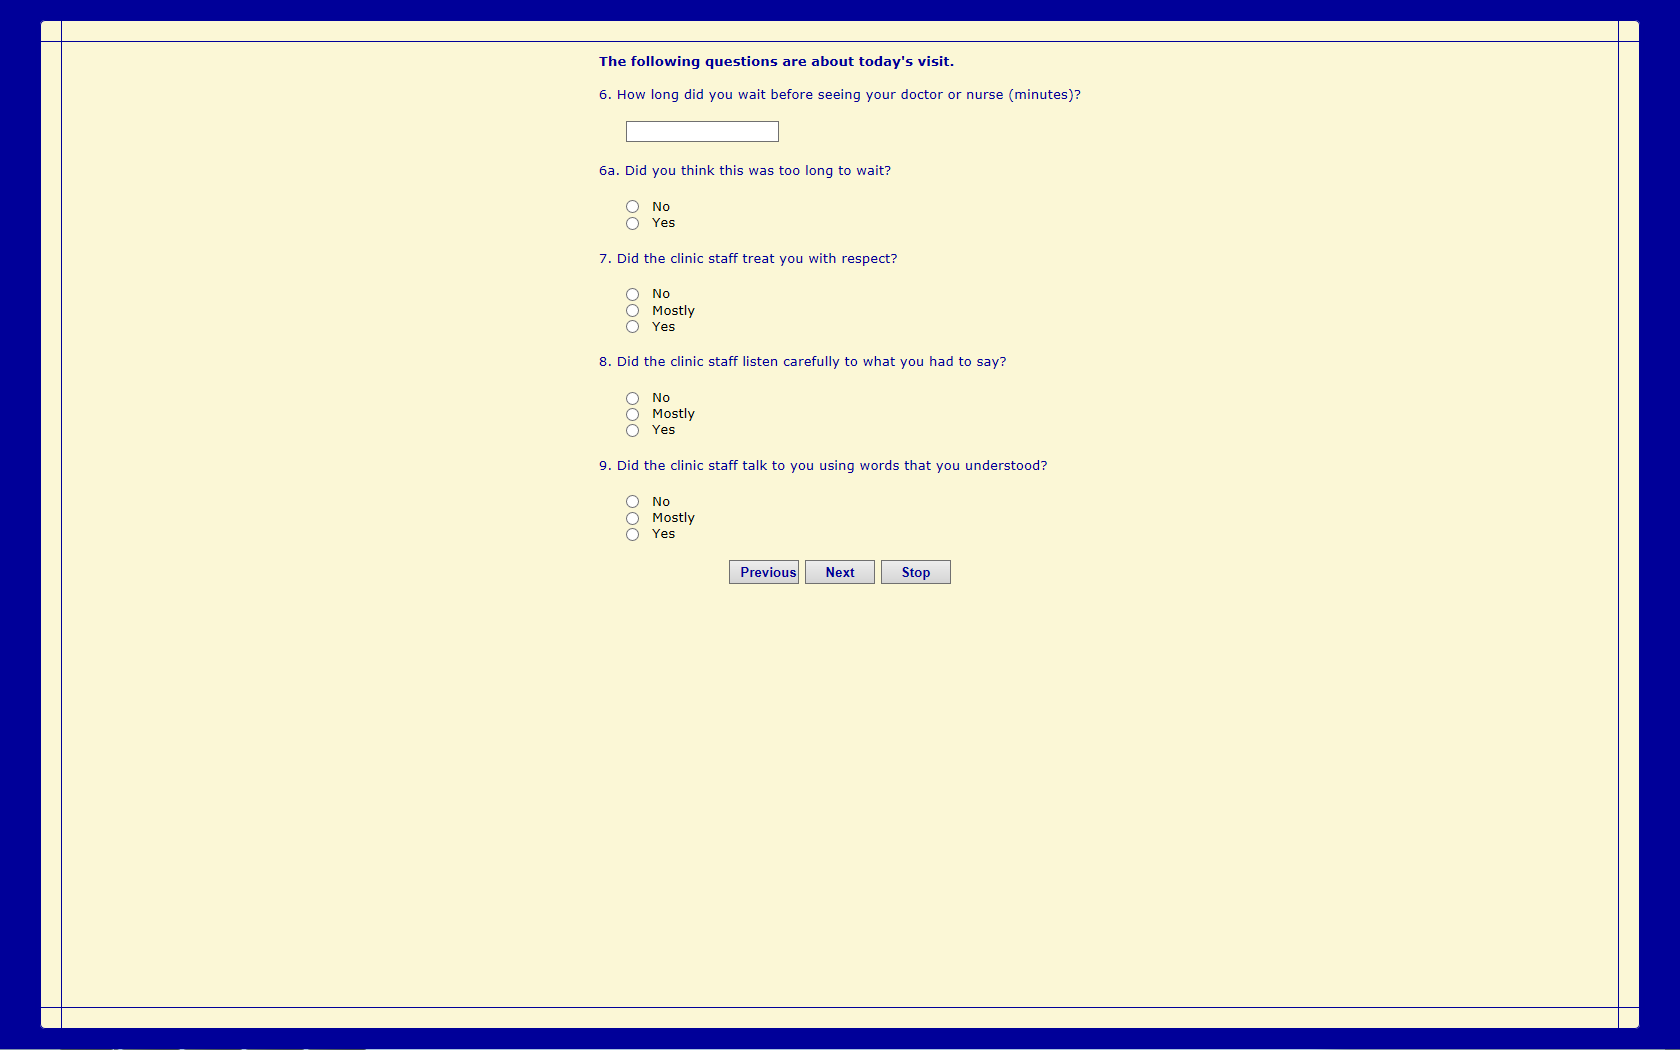 The following questions are about today's visit.
6. How long did you wait before seeing your doctor or nurse (minutes)?
6a. Did you think this was too long to wait?
No
Yes
7. Did the clinic staff treat you with respect?
No
Mostly
Yes
8. Did the clinic staff listen carefully to what you had to say?
No
Mostly
Yes
9. Did the clinic staff talk to you using words that you understood?
No
Mostly
Yes
Previous Next Stop